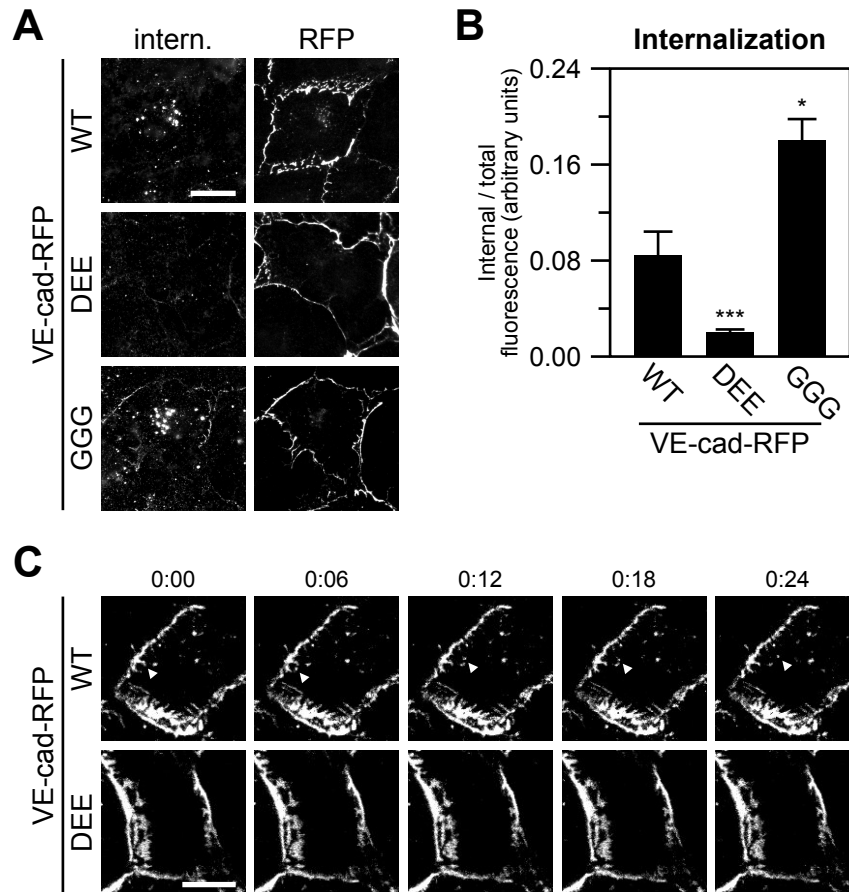 A
intern.
RFP
VE-cad-RFP
WT
DEE
GGG
B
Internalization
Internal / total
fluorescence (arbitrary units)
0.24
0.16
0.08
0.00
*
***
WT
DEE
GGG
VE-cad-RFP
C
0:00
0:06
0:12
0:18
0:24
VE-cad-RFP
WT
DEE